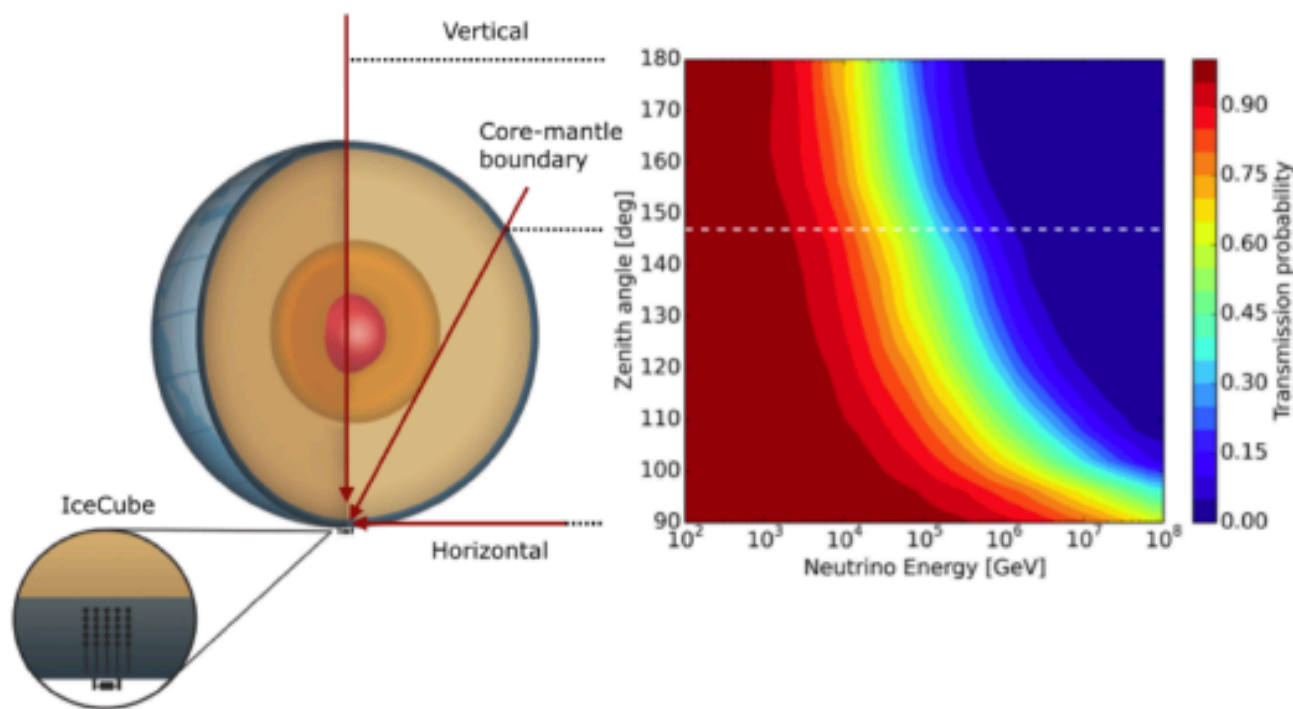 Vertical
Core-mantle
boundary
IceCube
Horizontal
180
170
160
150
140
130
120
110
100
90
Zenith angle [deg]
10² 10³ 10⁴ 10⁵ 10⁶ 10⁷ 10⁸
Neutrino Energy [GeV]
0.90
0.75
0.60
0.45
0.30
0.15
0.00
Transmission probability